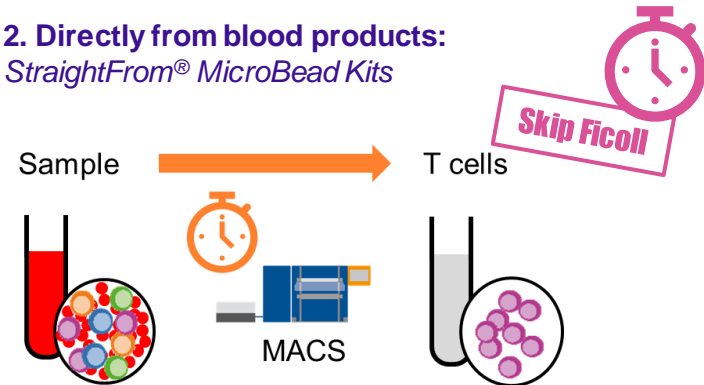 2. Directly from blood products:
StraightFrom® MicroBead Kits
Skip Ficoll
Sample
T cells
MACS